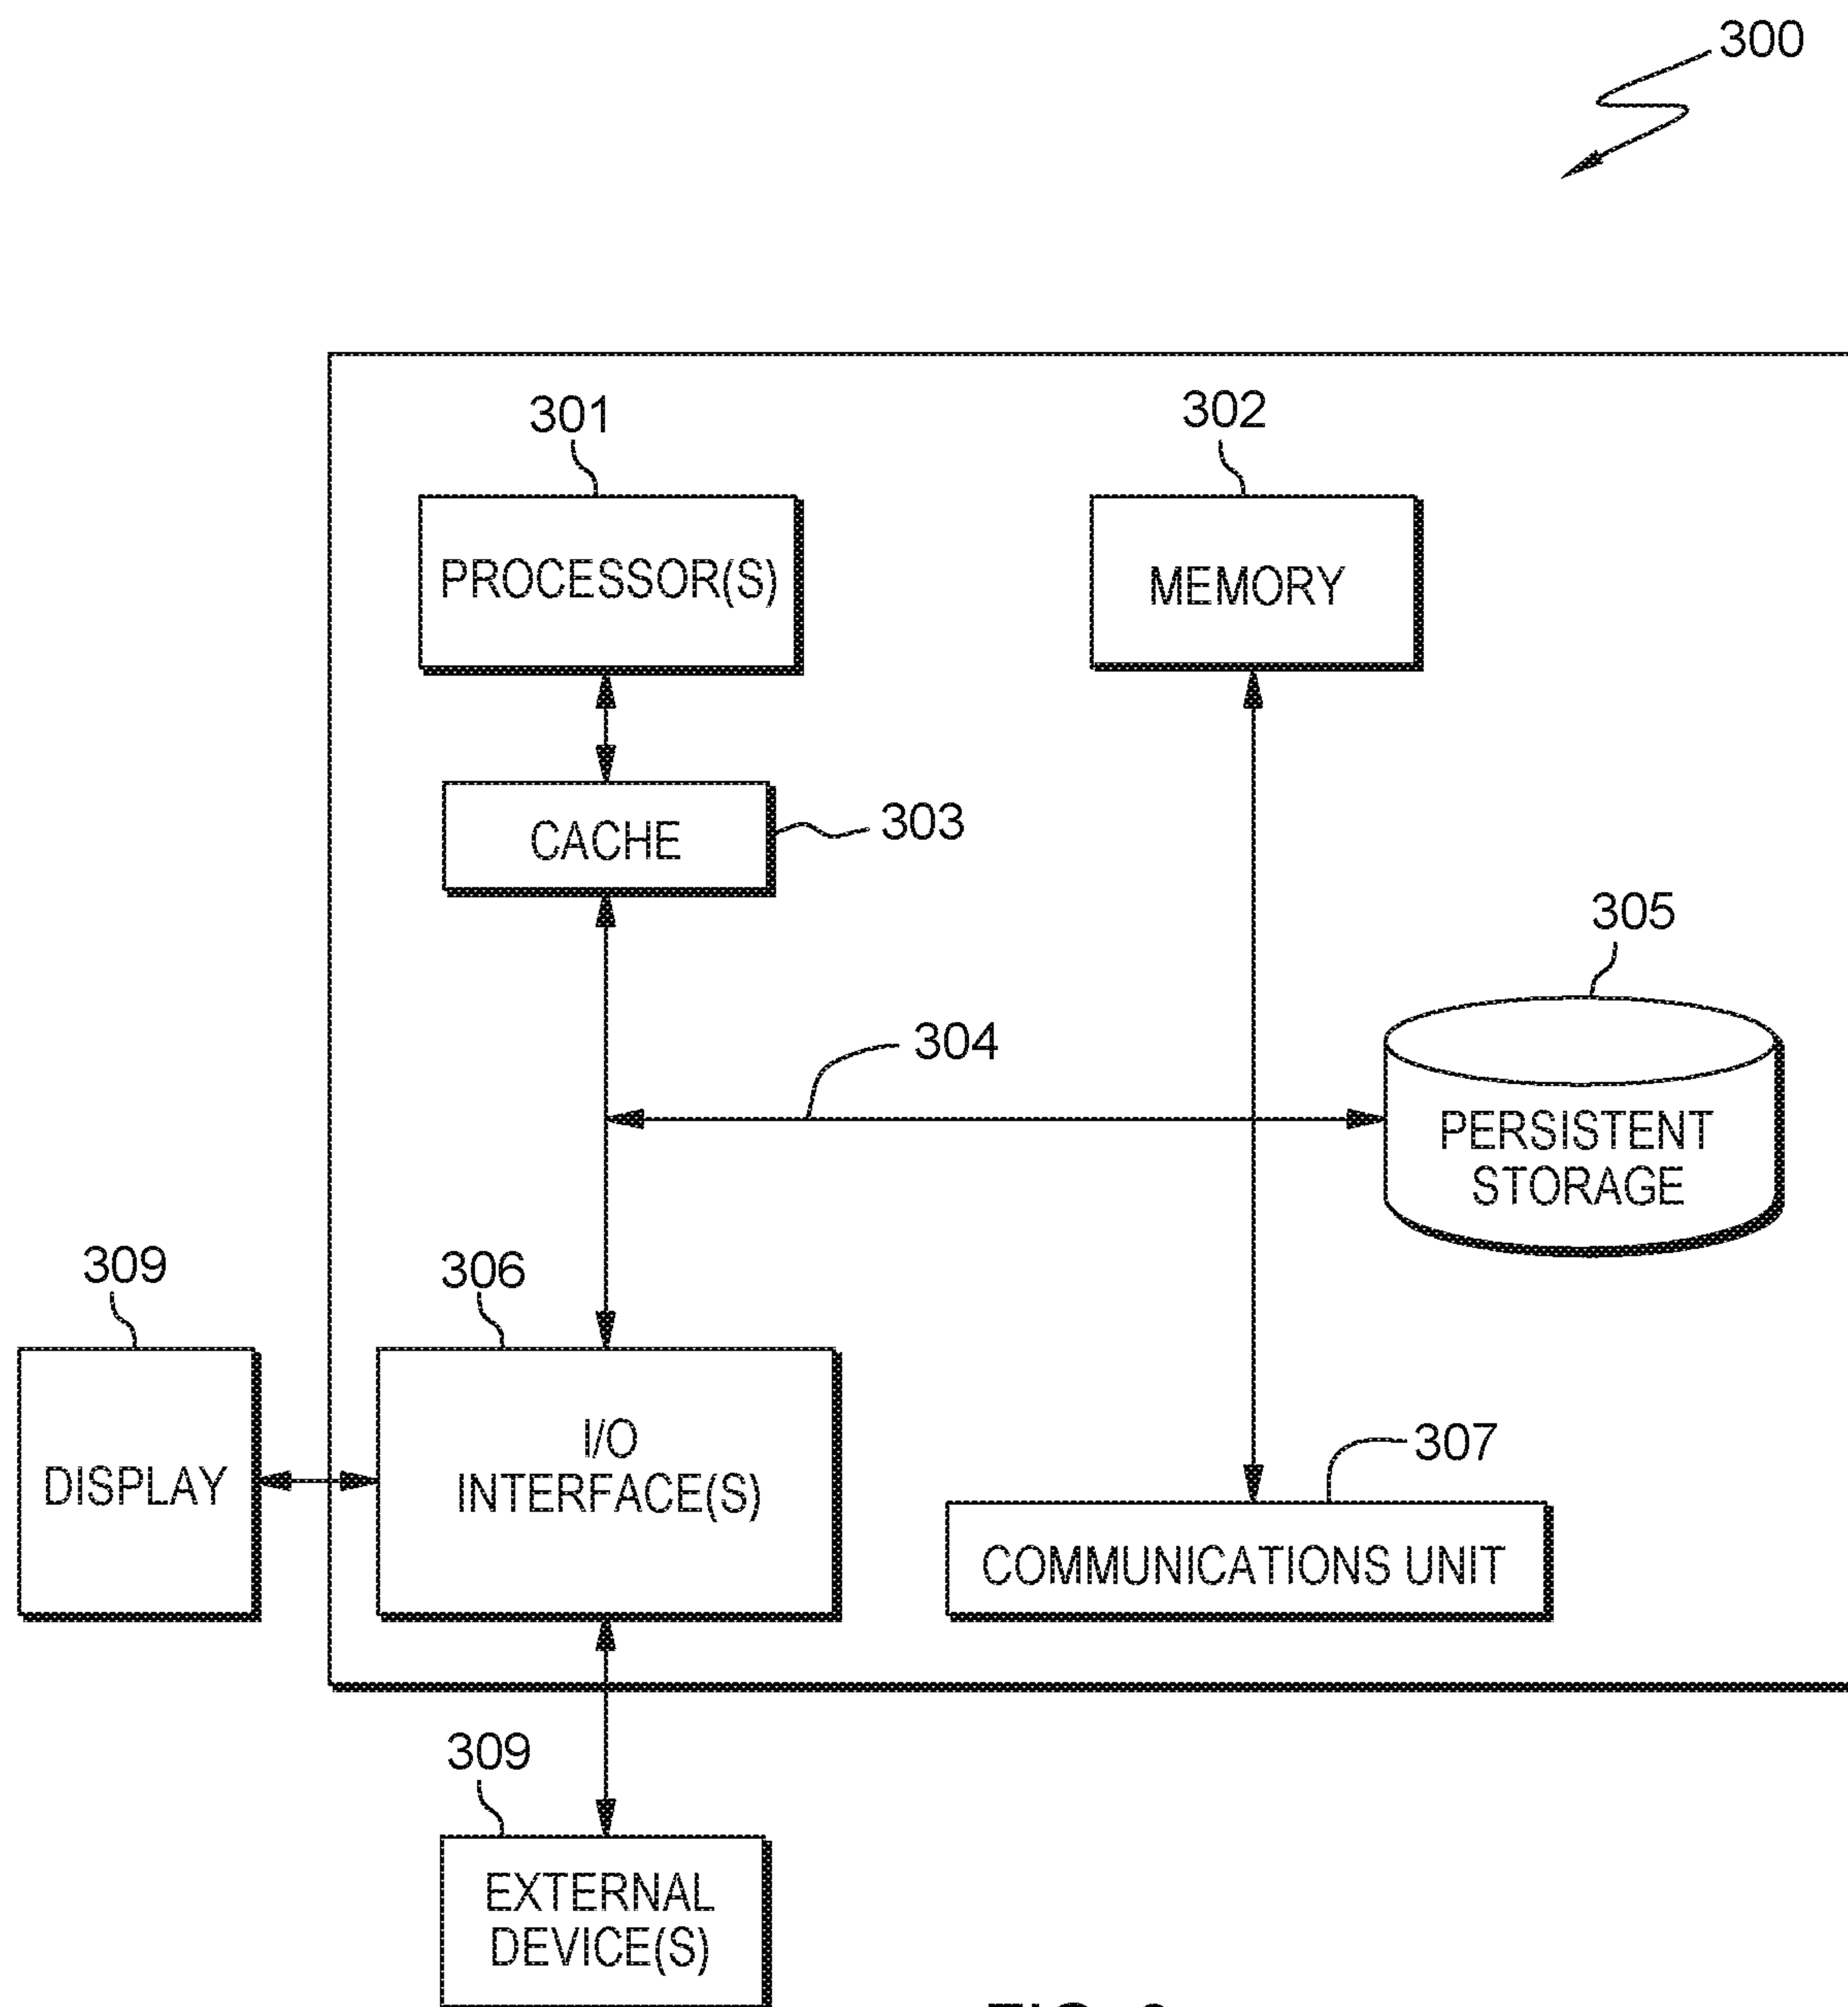 300
301
302
PROCESSOR(S)
MEMORY
CACHE
303
305
304
PERSISTENT
STORAGE
309
306
I/O
INTERFACE(S)
DISPLAY
307
COMMUNICATIONS UNIT
309
EXTERNAL
DEVICE(S)